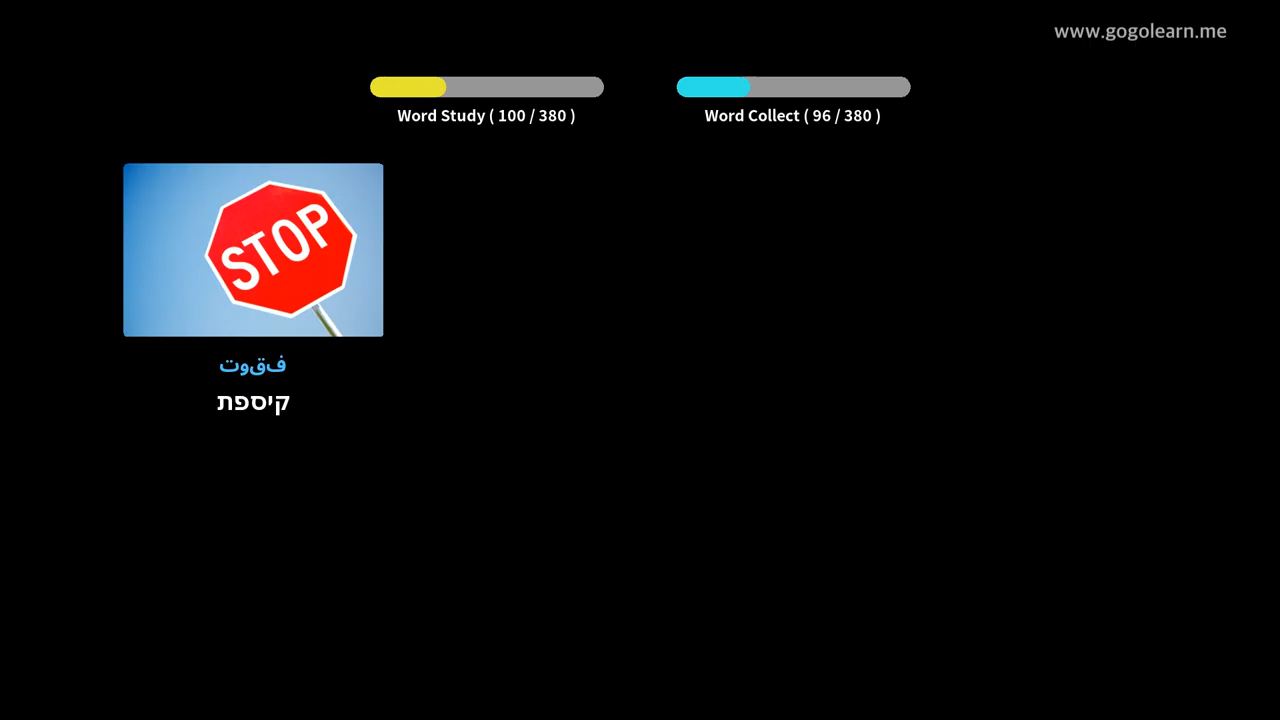 www.gogolearn.me
Word Study ( 100 / 380 )
Word Collect ( 96 / 380 )
STOP
فقوت
קיספת